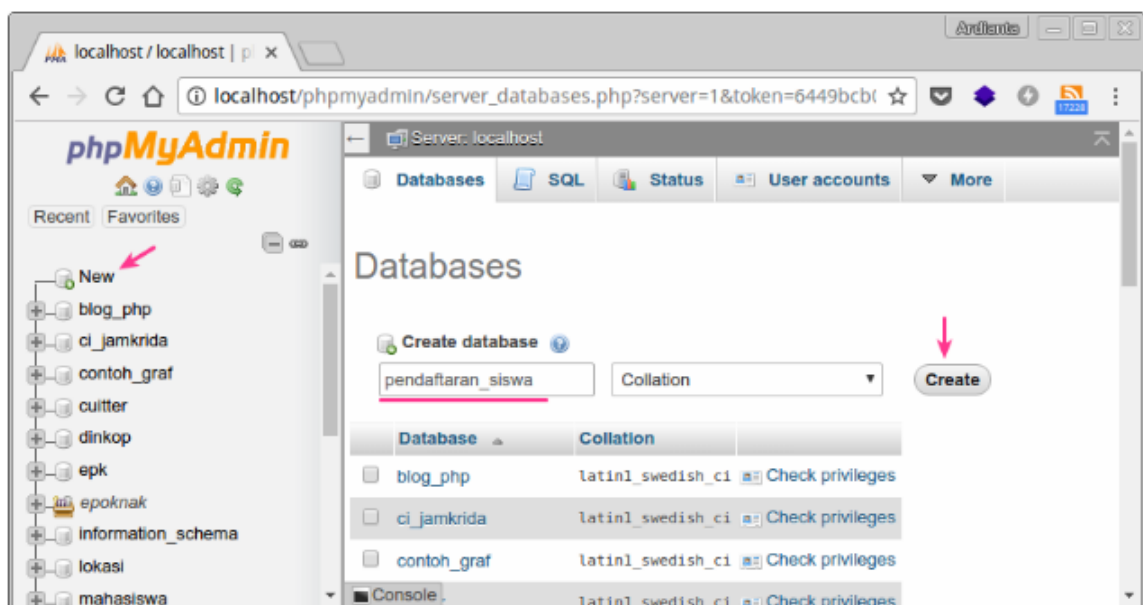 Ardianta
localhost / localhost | p
localhost/phpmyadmin/server_databases.php?server=1&token=6449bcb
17228
phpMyAdmin
Recent Favorites
New
blog_php
ci_jamkrida
contoh_graf
cuitter
dinkop
epk
epoknak
information_schema
lokasi
mahasiswa
Server: localhost
Databases SQL Status User accounts More
Databases
Create database
pendaftaran_siswa Collation Create
Database Collation
blog_php latin1_swedish_ci Check privileges
ci_jamkrida latin1_swedish_ci Check privileges
contoh_graf latin1_swedish_ci Check privileges
Console latin1_swedish_ci Check privileges